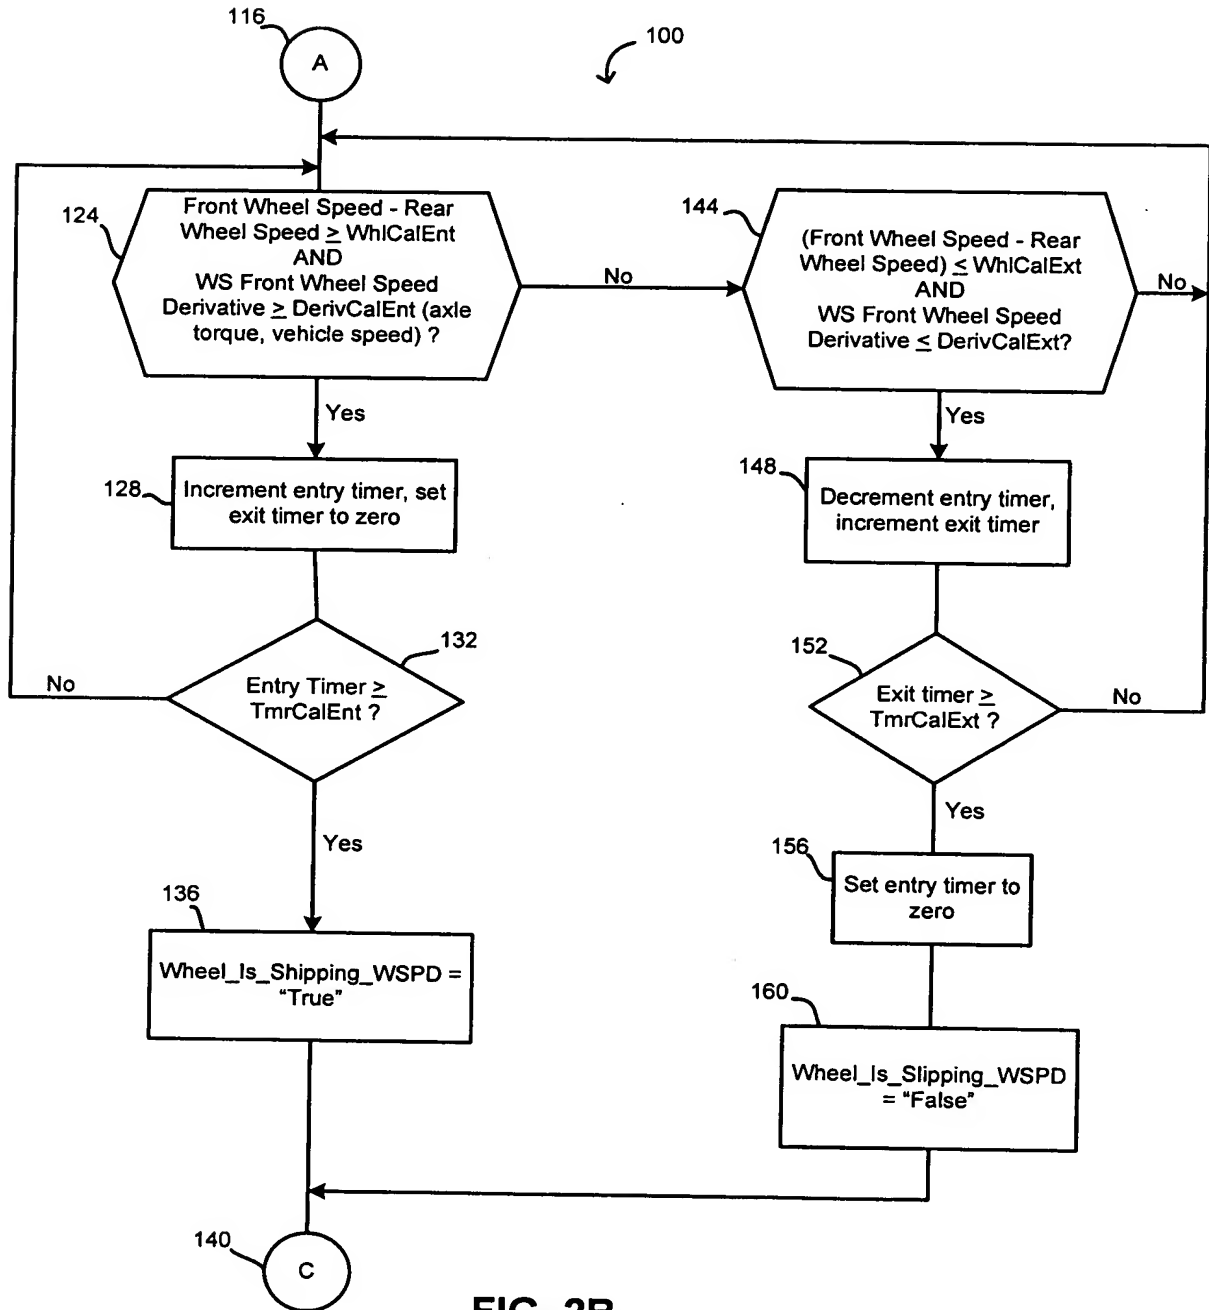 116
A
100
124
Front Wheel Speed - Rear
Wheel Speed ≥ WhlCalEnt
AND
WS Front Wheel Speed
Derivative ≥ DerivCalEnt (axle
torque, vehicle speed) ?
No
144
(Front Wheel Speed - Rear
Wheel Speed) ≤ WhlCalExt
AND
WS Front Wheel Speed
Derivative ≤ DerivCalExt?
No
Yes
Yes
128
Increment entry timer, set
exit timer to zero
148
Decrement entry timer,
increment exit timer
132
Entry Timer ≥
TmrCalEnt ?
No
152
Exit timer ≥
TmrCalExt ?
No
Yes
Yes
136
Wheel_Is_Shipping_WSPD =
"True"
156
Set entry timer to
zero
160
Wheel_Is_Slipping_WSPD
= "False"
140
C
FIG. 2B